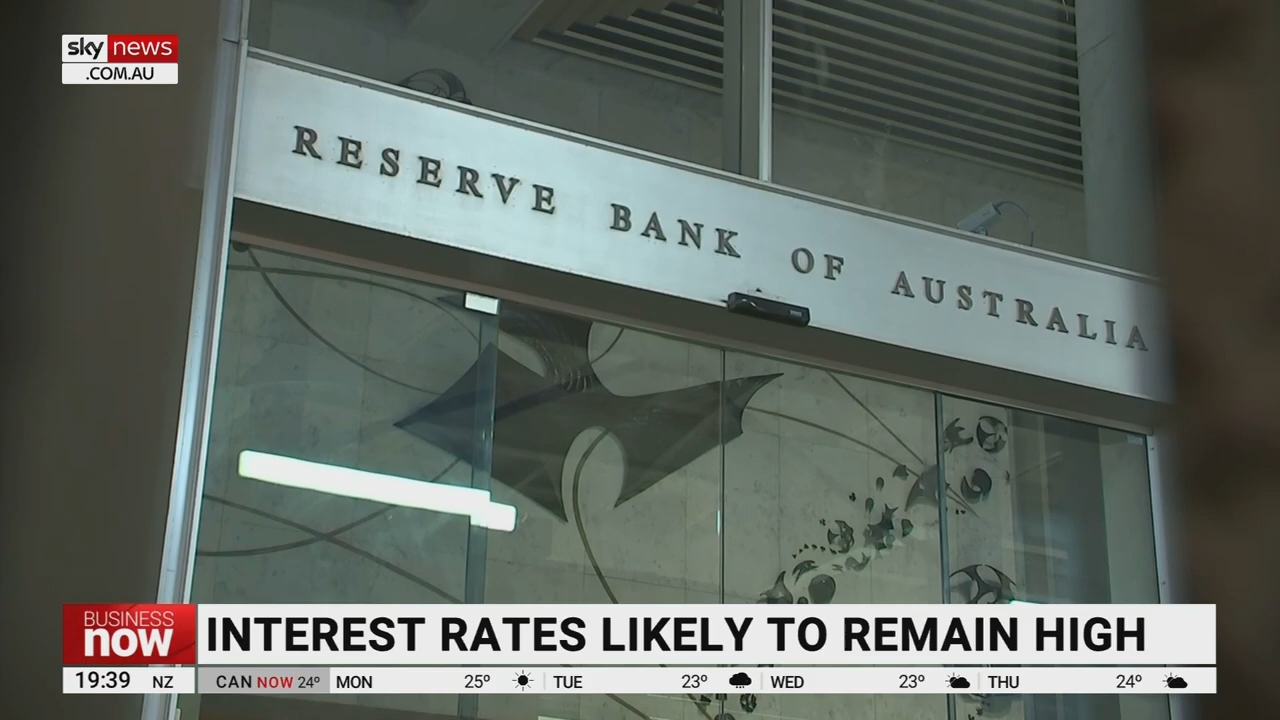 sky news
.COM.AU
RESERVE BANK OF AUSTRALIA
BUSINESS
now
INTEREST RATES LIKELY TO REMAIN HIGH
19:39 NZ CAN NOW 24° MON 25° TUE 23° WED 23° THU 24°